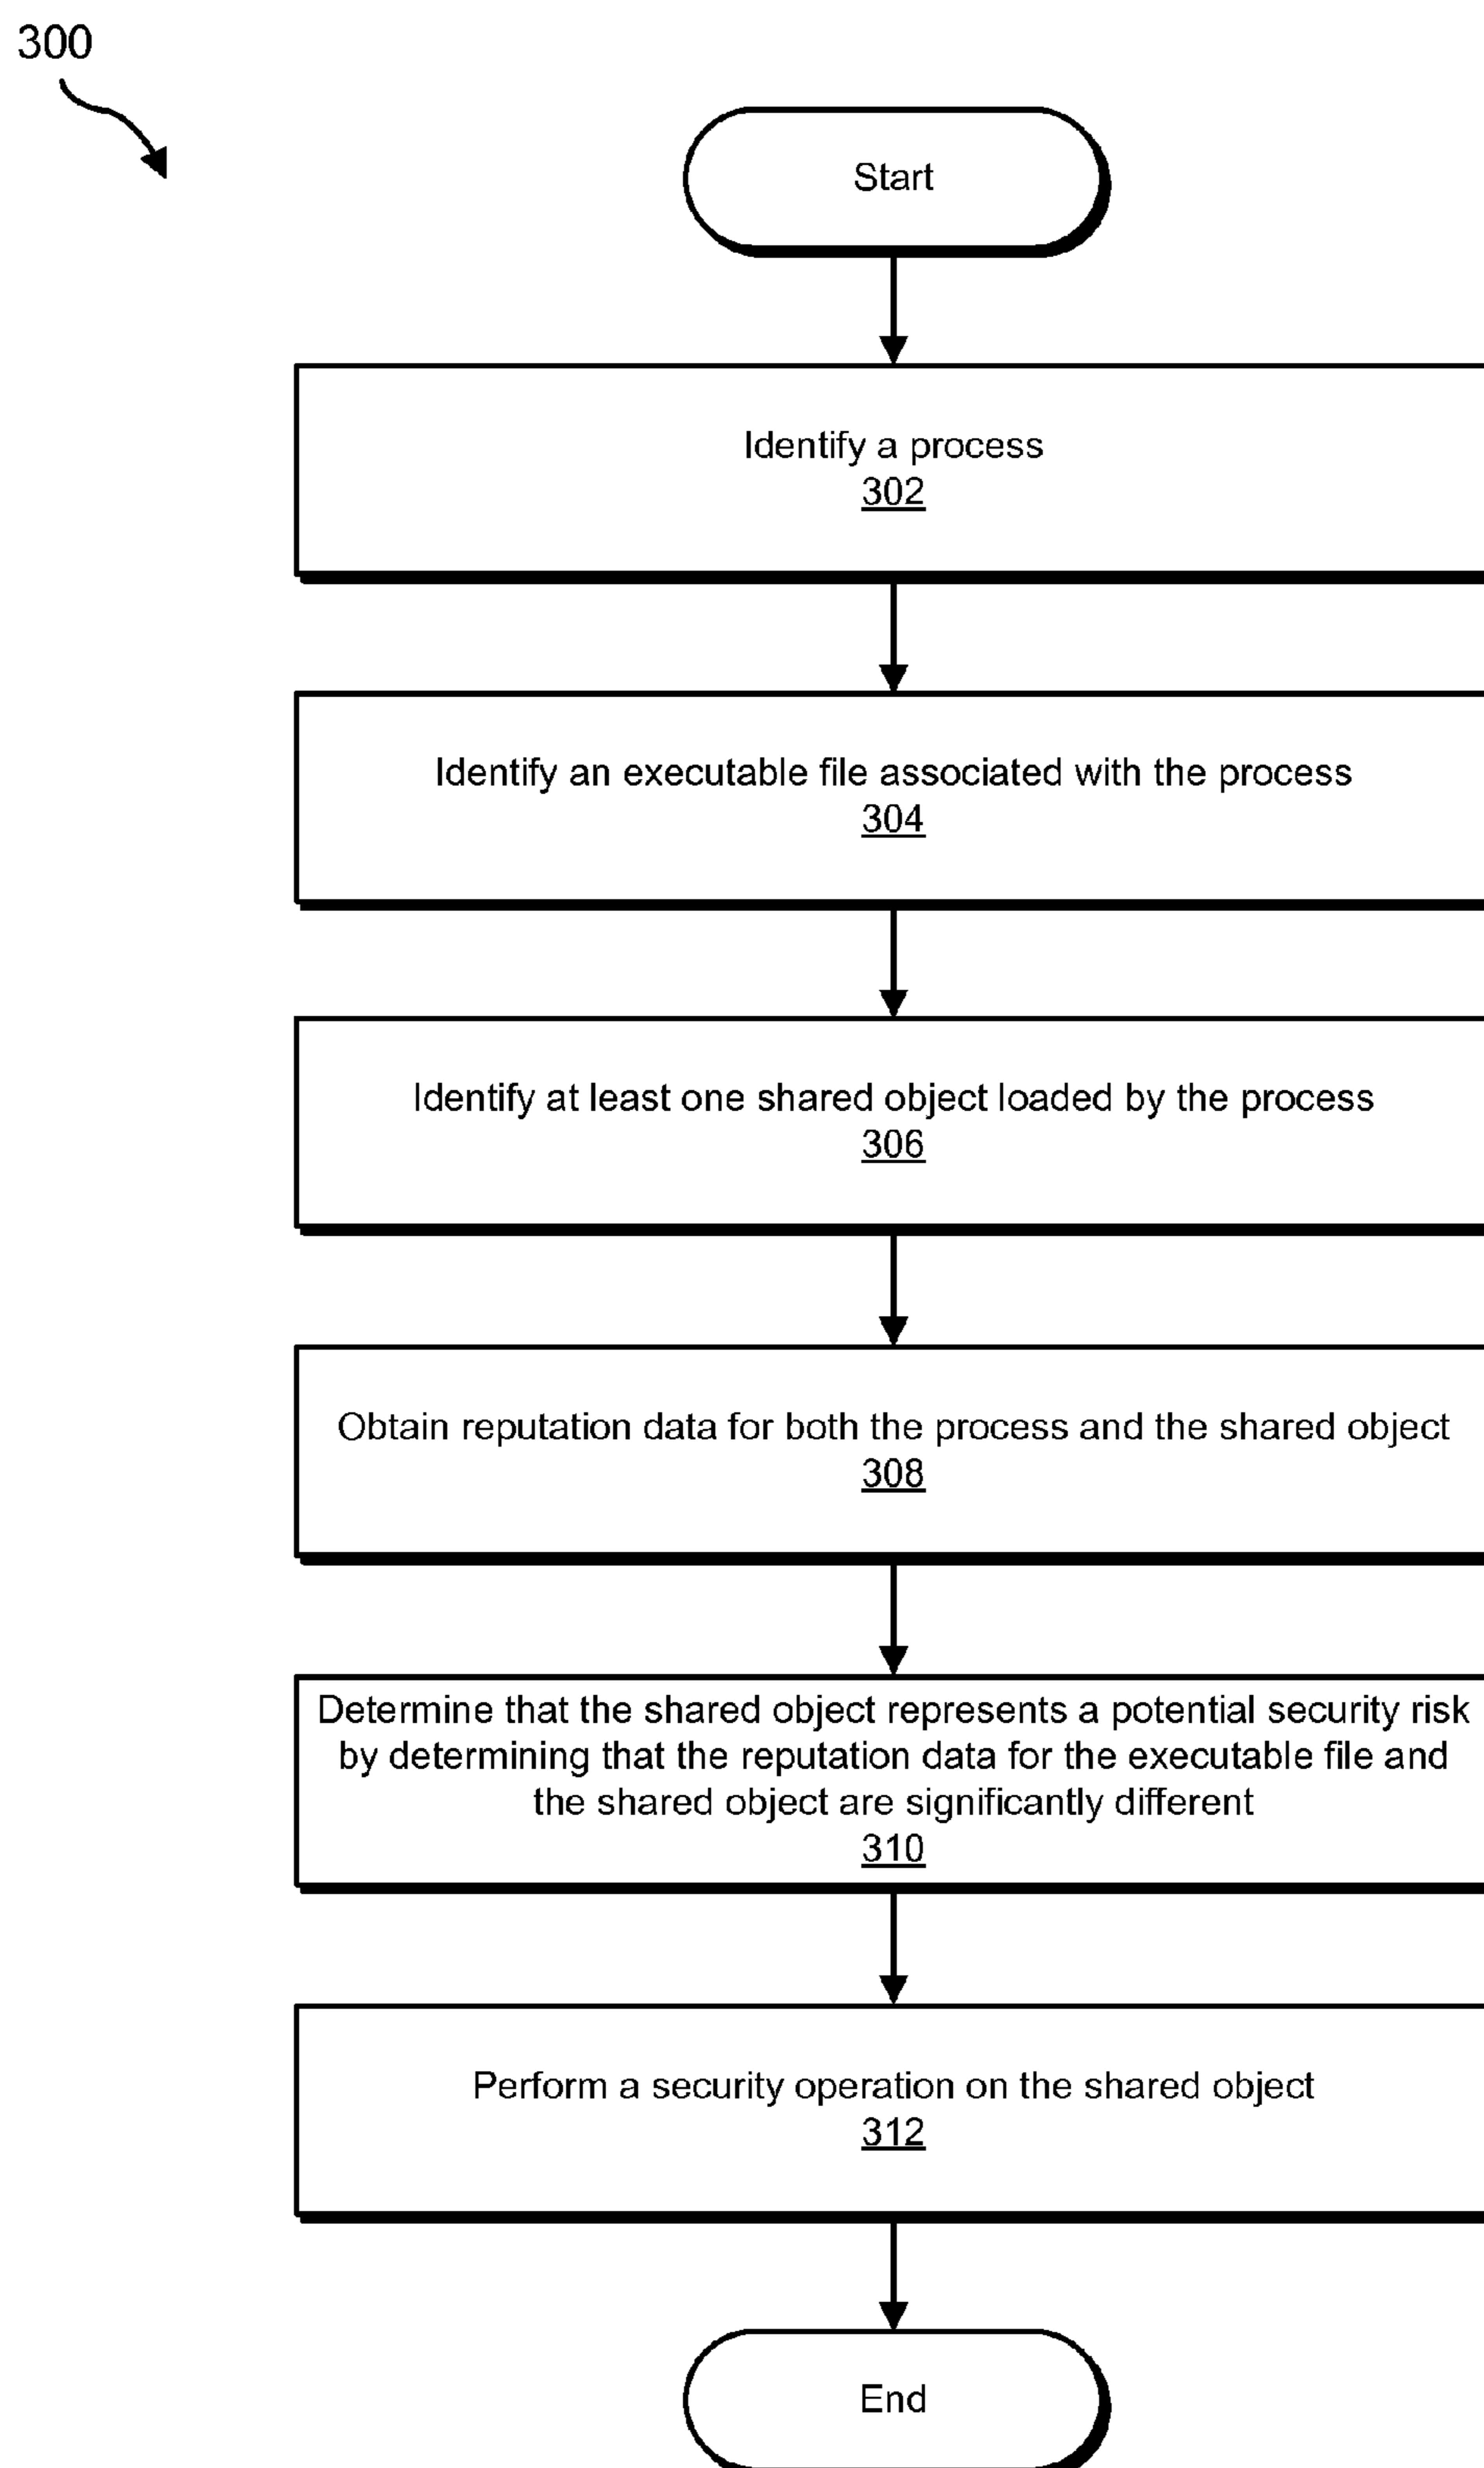 300
Start
Identify a process
302
Identify an executable file associated with the process
304
Identify at least one shared object loaded by the process
306
Obtain reputation data for both the process and the shared object
308
Determine that the shared object represents a potential security risk
by determining that the reputation data for the executable file and
the shared object are significantly different
310
Perform a security operation on the shared object
312
End